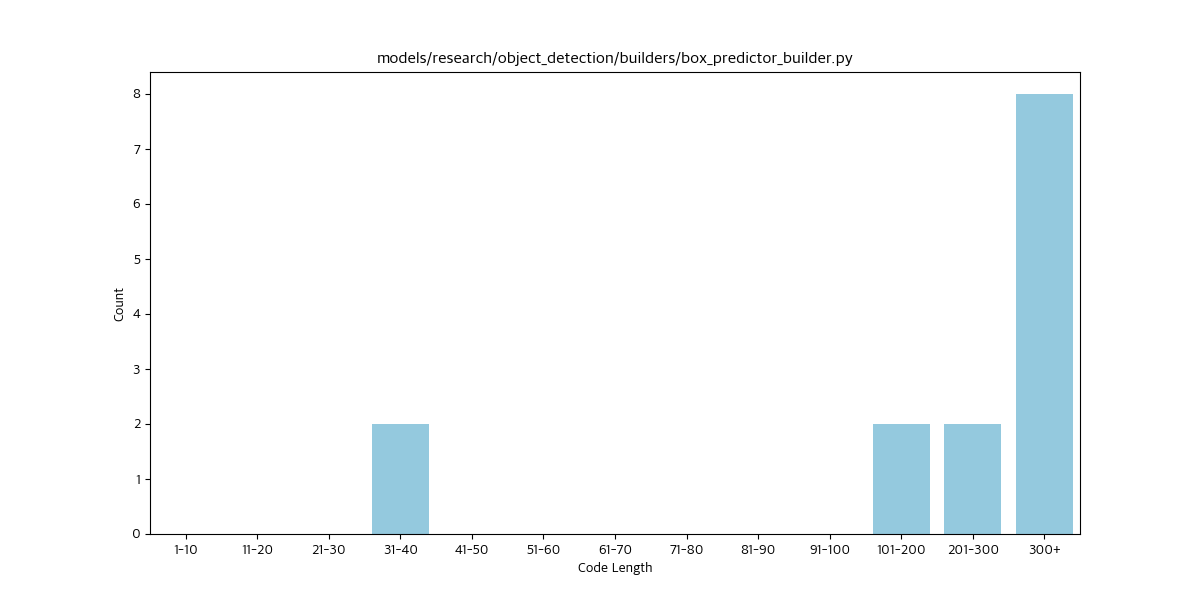 models/research/object_detection/builders/box_predictor_builder.py
8
7
6
5
4
3
2
1
0
Count
1-10 11-20 21-30 31-40 41-50 51-60 61-70 71-80 81-90 91-100 101-200 201-300 300+
Code Length